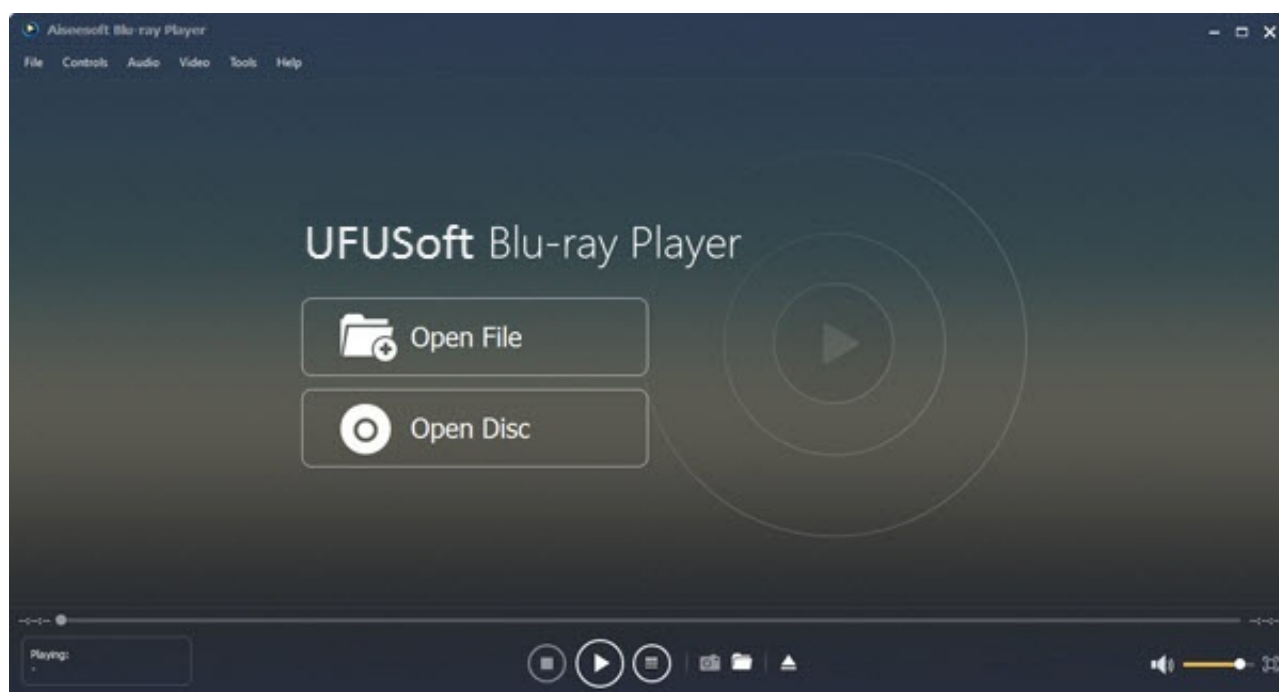 Aiseesoft Blu-ray Player
File Controls Audio Video Tools Help
UFUSoft Blu-ray Player
Open File
Open Disc
--:--:-- --:--:--
Playing:
-